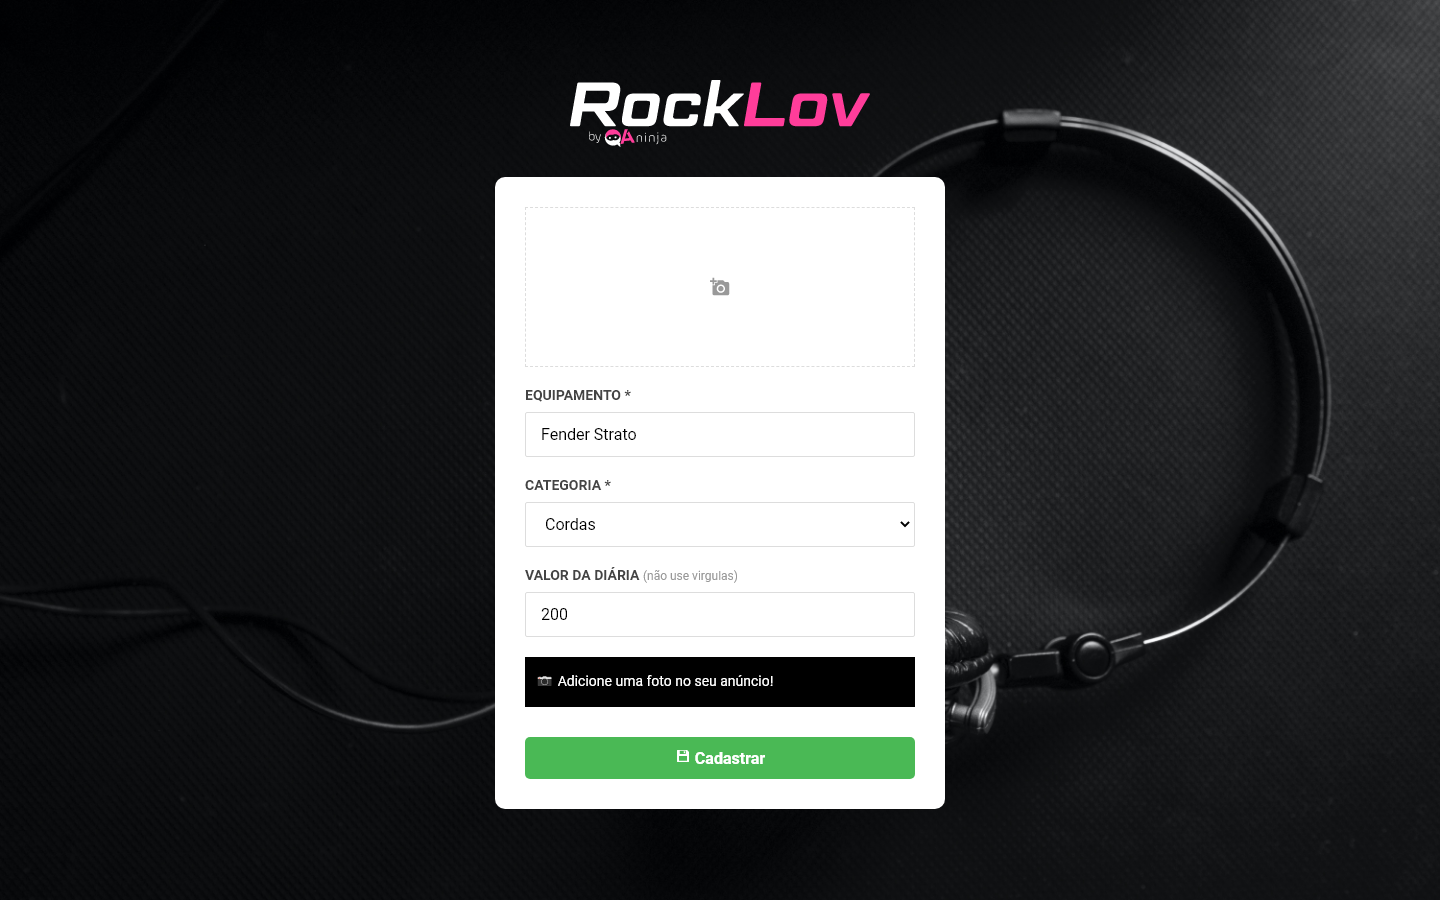 RockLov
by QAninja
EQUIPAMENTO *
Fender Strato
CATEGORIA *
Cordas
VALOR DA DIÁRIA (não use virgulas)
200
Adicione uma foto no seu anúncio!
Cadastrar